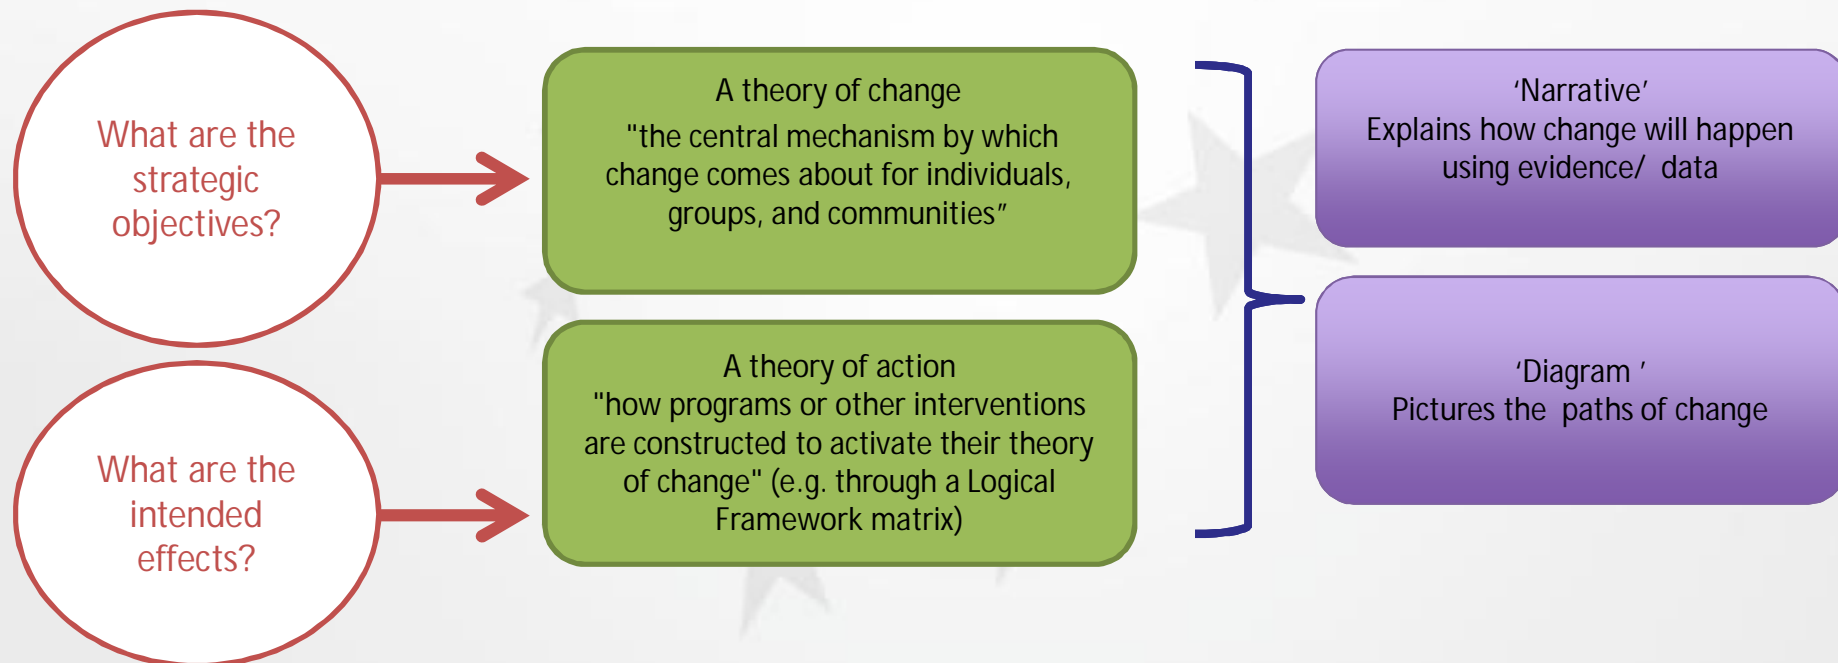 What are the
strategic
objectives?
A theory of change
"the central mechanism by which
change comes about for individuals,
groups, and communities”
‘Narrative’
Explains how change will happen
using evidence/  data
What are the
intended
effects?
A theory of action
"how programs or other interventions
are constructed to activate their theory
of change" (e.g. through a Logical
Framework matrix)
‘Diagram ’
Pictures the  paths of change